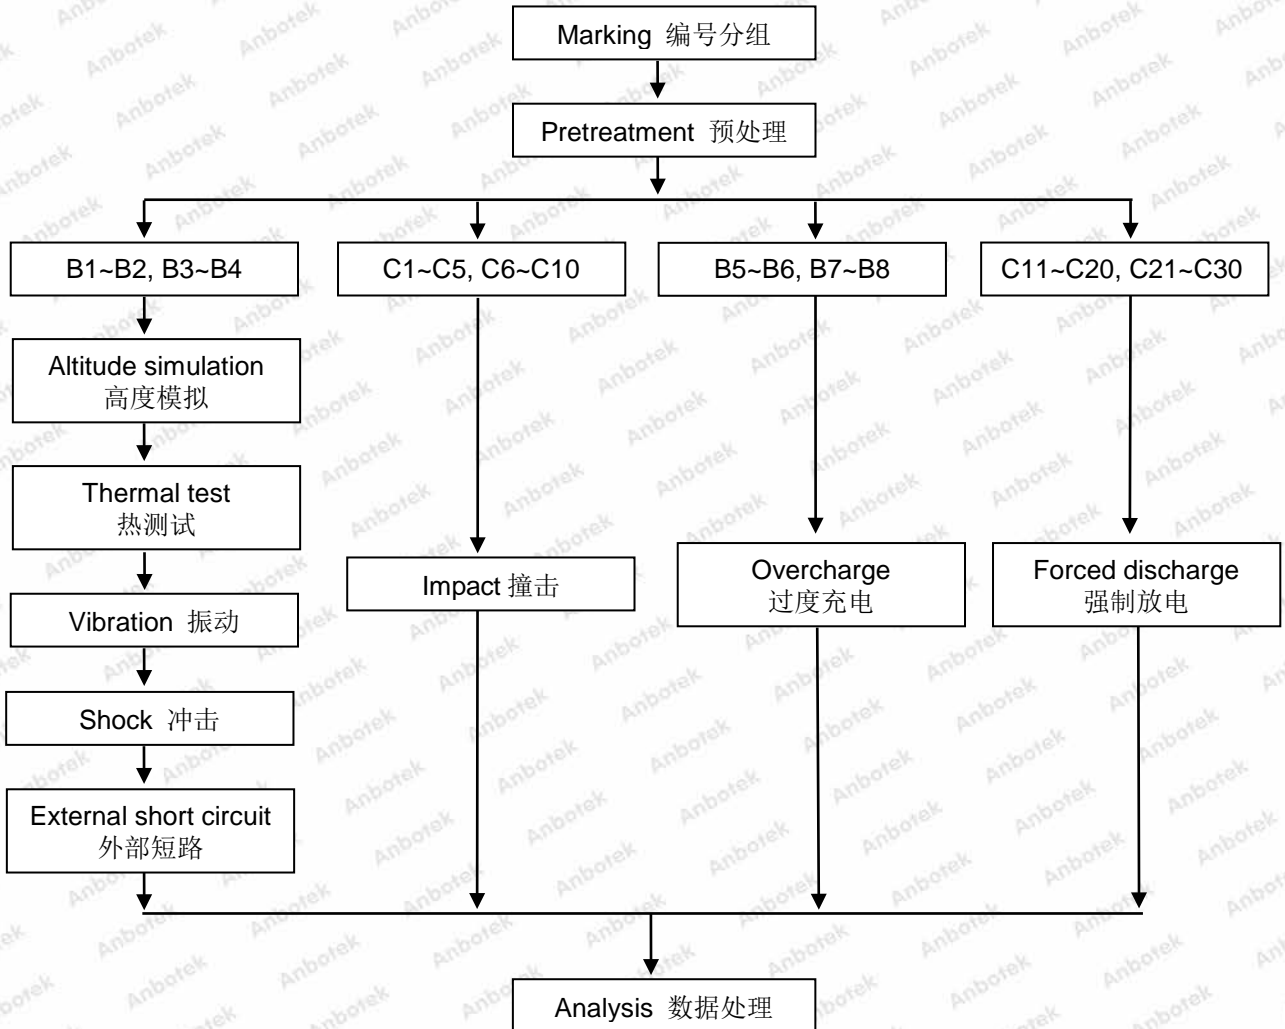 Marking 编号分组
Pretreatment 预处理
B1~B2, B3~B4
C1~C5, C6~C10
B5~B6, B7~B8
C11~C20, C21~C30
Altitude simulation
高度模拟
Thermal test
热测试
Vibration 振动
Shock 冲击
External short circuit
外部短路
Impact 撞击
Overcharge
过度充电
Forced discharge
强制放电
Analysis 数据处理
Anbotek